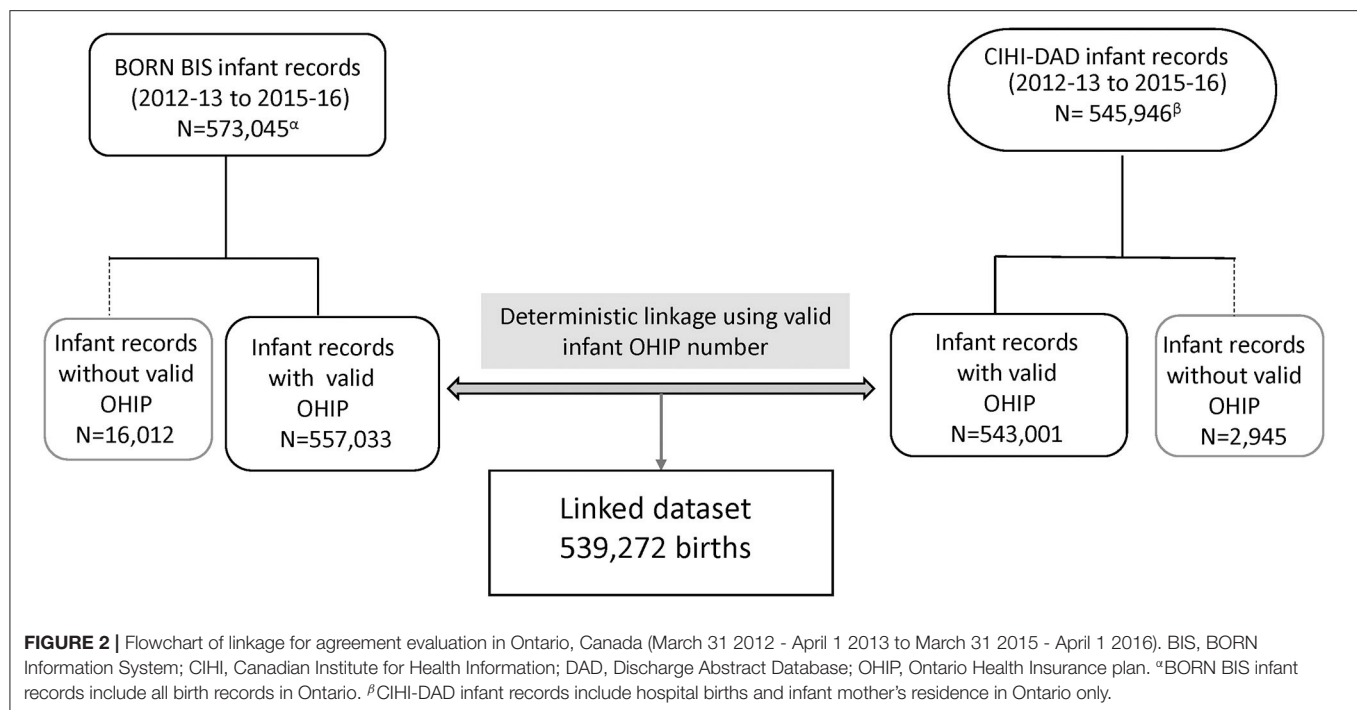 BORN BIS infant records
(2012-13 to 2015-16)
N=573,045α
CIHI-DAD infant records
(2012-13 to 2015-16)
N= 545,946β
Infant records
without valid
OHIP
N=16,012
Infant records
with valid
OHIP
N=557,033
Deterministic linkage using valid
infant OHIP number
Infant records
with valid
OHIP
N=543,001
Infant records
without valid
OHIP
N=2,945
Linked dataset
539,272 births
FIGURE 2 | Flowchart of linkage for agreement evaluation in Ontario, Canada (March 31 2012 - April 1 2013 to March 31 2015 - April 1 2016). BIS, BORN
Information System; CIHI, Canadian Institute for Health Information; DAD, Discharge Abstract Database; OHIP, Ontario Health Insurance plan. αBORN BIS infant
records include all birth records in Ontario. βCIHI-DAD infant records include hospital births and infant mother's residence in Ontario only.